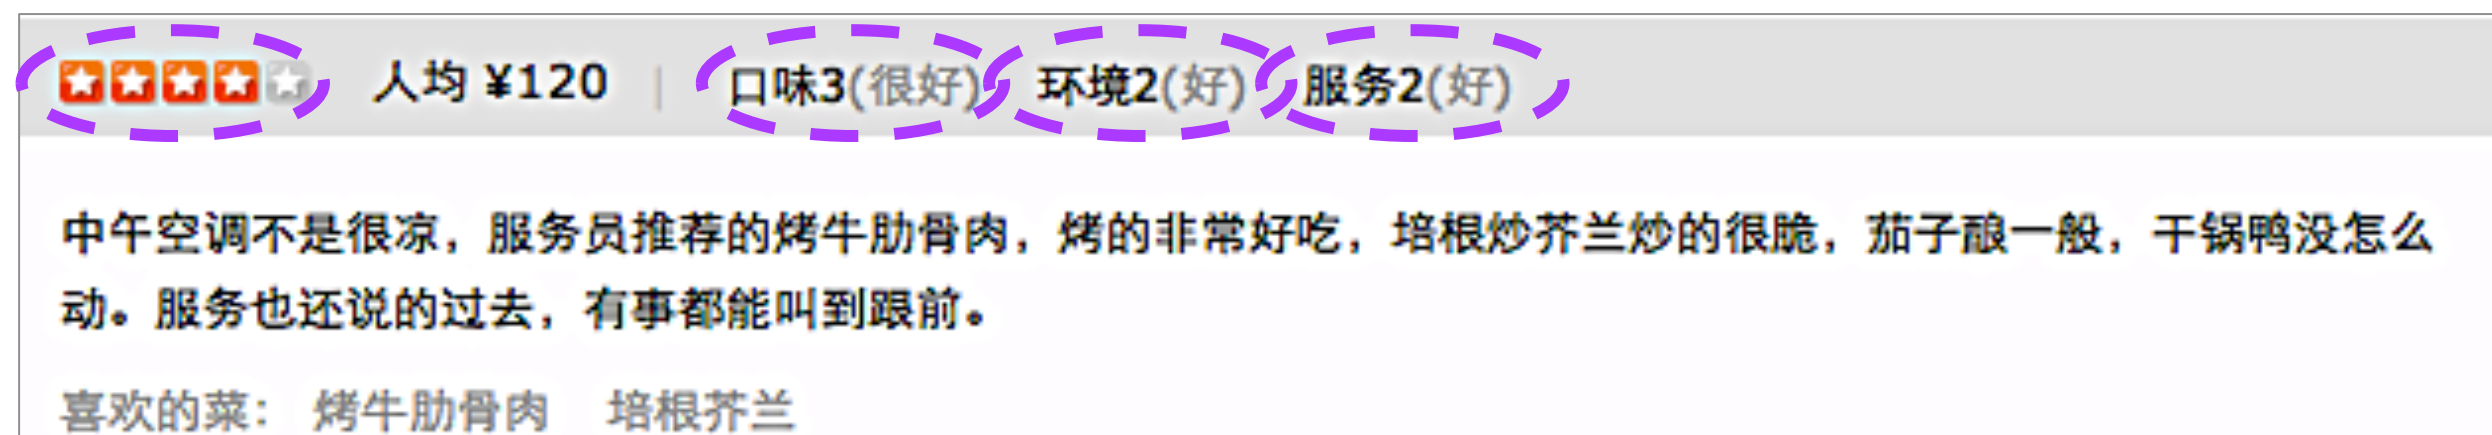 人均 ¥120 | 口味3(很好) 环境2(好) 服务2(好)
中午空调不是很凉，服务员推荐的烤牛肋骨肉，烤的非常好吃，培根炒芥兰炒的很脆，茄子酿一般，干锅鸭没怎么
动。服务也还说的过去，有事都能叫到跟前。
喜欢的菜： 烤牛肋骨肉 培根芥兰